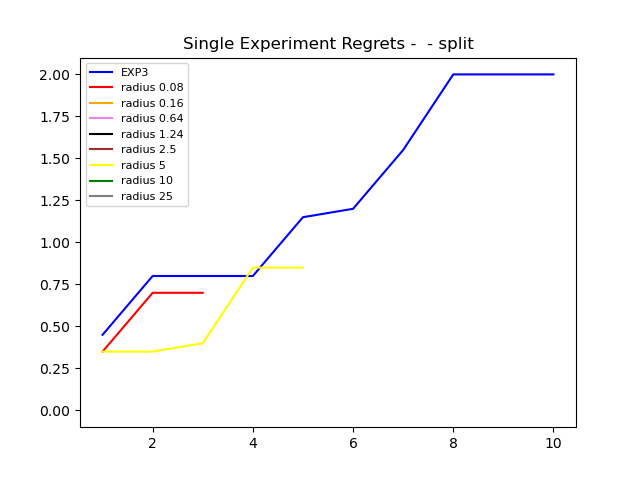 Single Experiment Regrets -  - split
2.00
1.75
1.50
1.25
1.00
0.75
0.50
0.25
0.00
EXP3
radius 0.08
radius 0.16
radius 0.64
radius 1.24
radius 2.5
radius 5
radius 10
radius 25
2 4 6 8 10